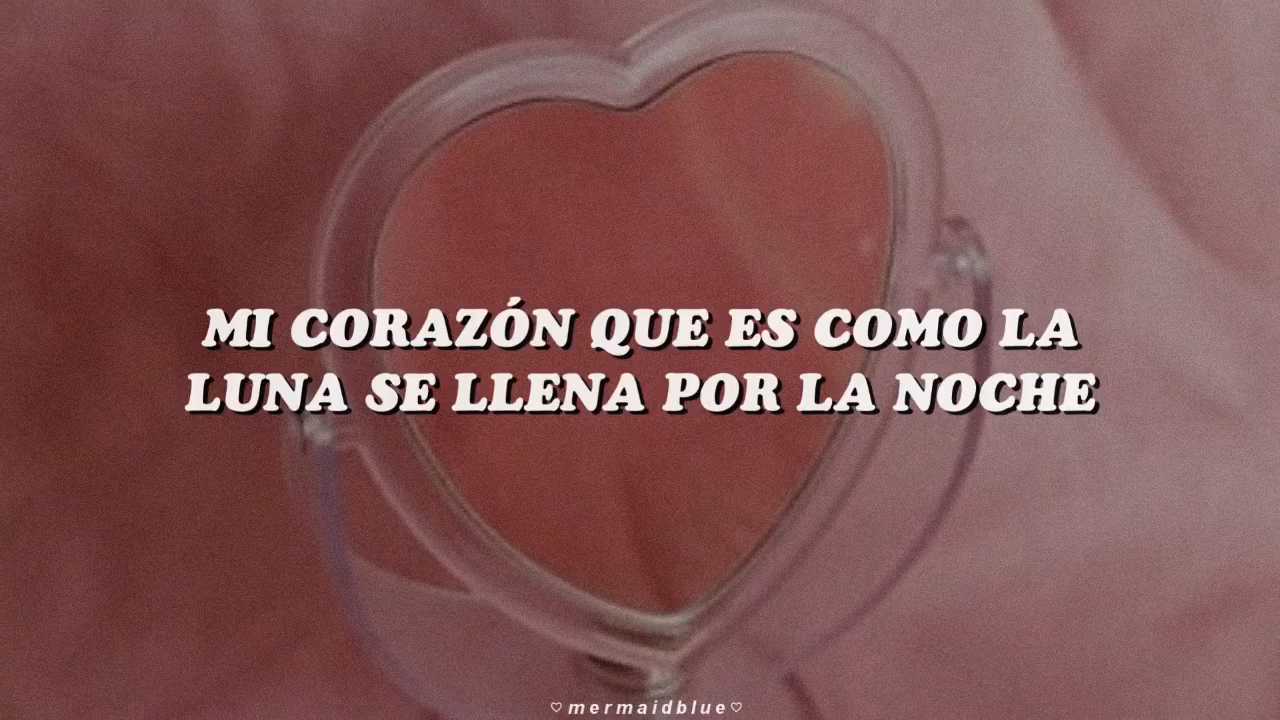 MI CORAZÓN QUE ES COMO LA
LUNA SE LLENA POR LA NOCHE
♡mermaidblue♡